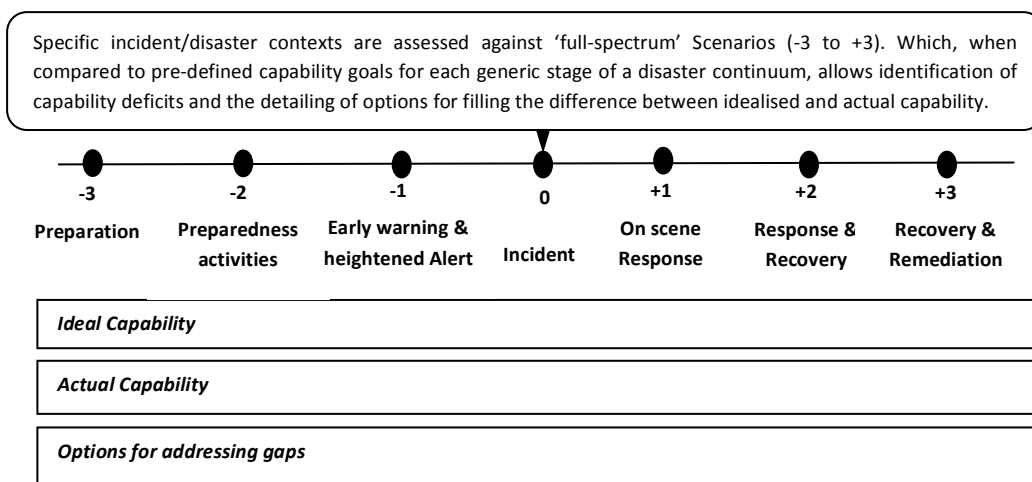 Specific incident/disaster contexts are assessed against ‘full-spectrum’ Scenarios (-3 to +3). Which, when
compared to pre-defined capability goals for each generic stage of a disaster continuum, allows identification of
capability deficits and the detailing of options for filling the difference between idealised and actual capability.
-3
Preparation
-2
Preparedness
activities
-1
Early warning &
heightened Alert
0
Incident
+1
On scene
Response
+2
Response &
Recovery
+3
Recovery &
Remediation
Ideal Capability
Actual Capability
Options for addressing gaps